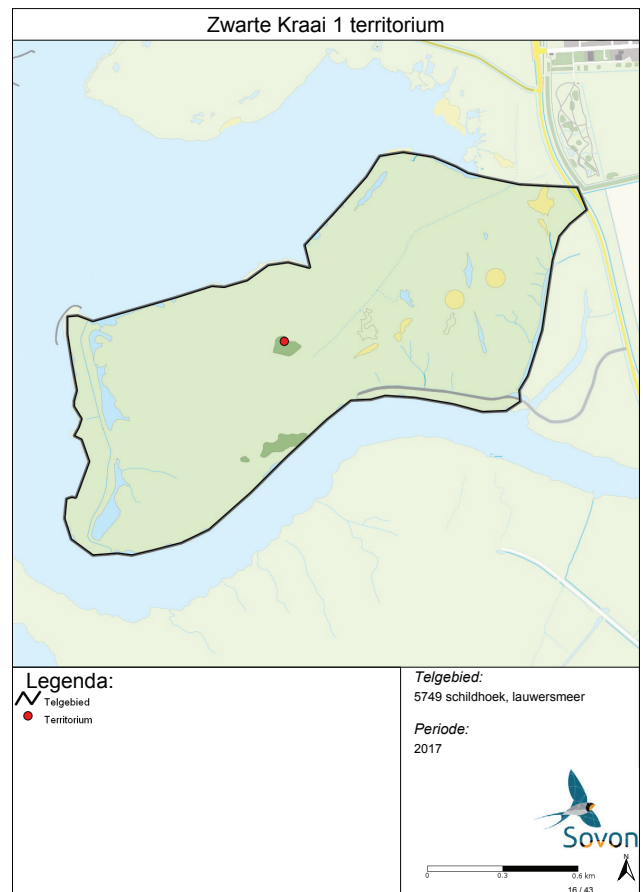 Zwarte Kraai 1 territorium
Legenda:
Telgebied
Territorium
Telgebied:
5749 schildhoek, lauwersmeer
Periode:
2017
Sovon
N
0 0.3 0.6 km
16 / 43